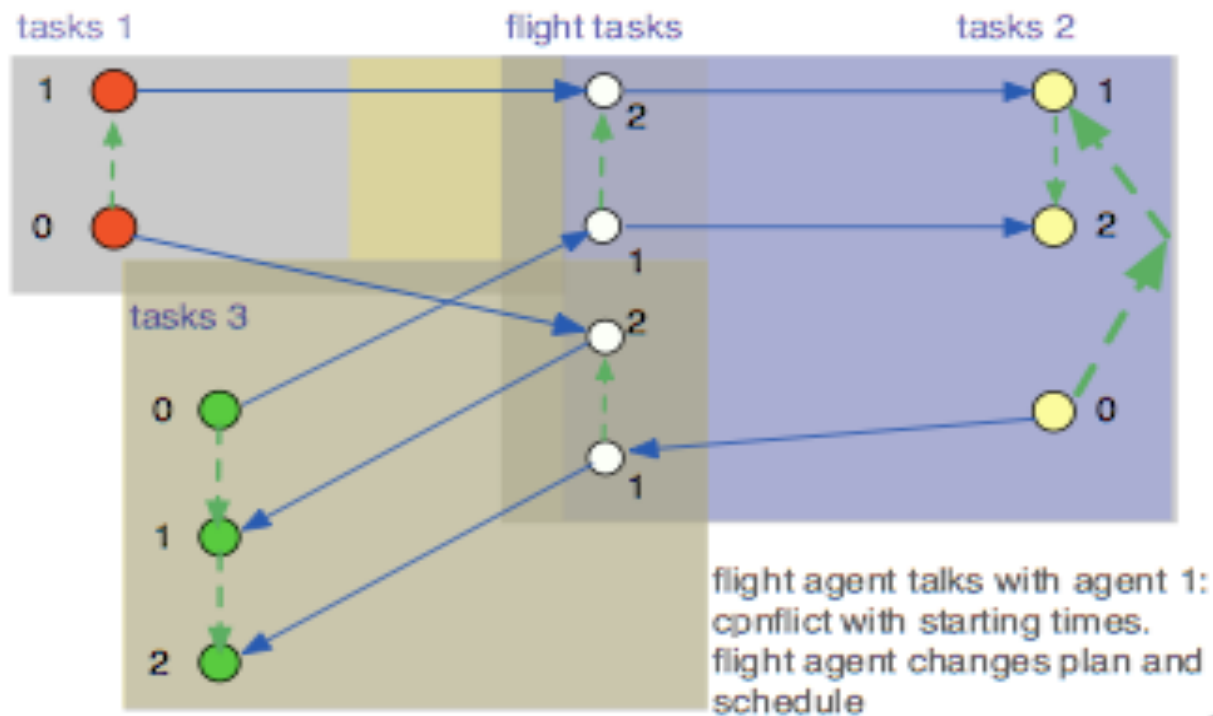 tasks 1 flight tasks tasks 2
1 2 1
0 1 2
tasks 3 2
0 0
1 1
2
flight agent talks with agent 1:
cpnflict with starting times.
flight agent changes plan and
schedule